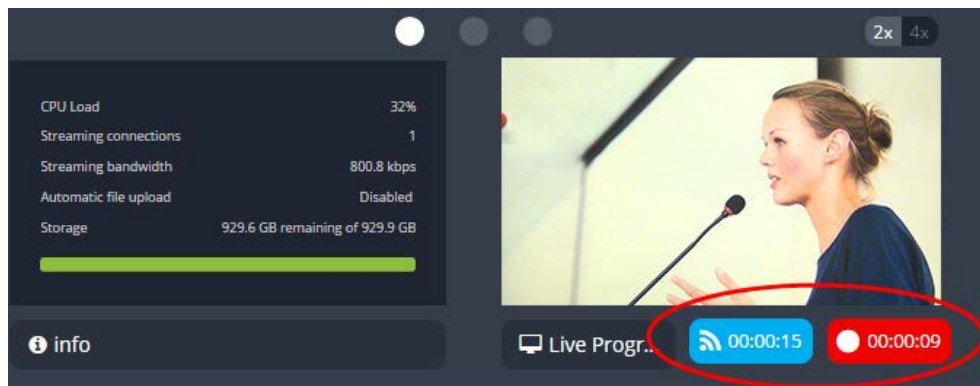 2x 4x
CPU Load 32%
Streaming connections 1
Streaming bandwidth 800.8 kbps
Automatic file upload Disabled
Storage 929.6 GB remaining of 929.9 GB
info
Live Progr... 00:00:15 00:00:09